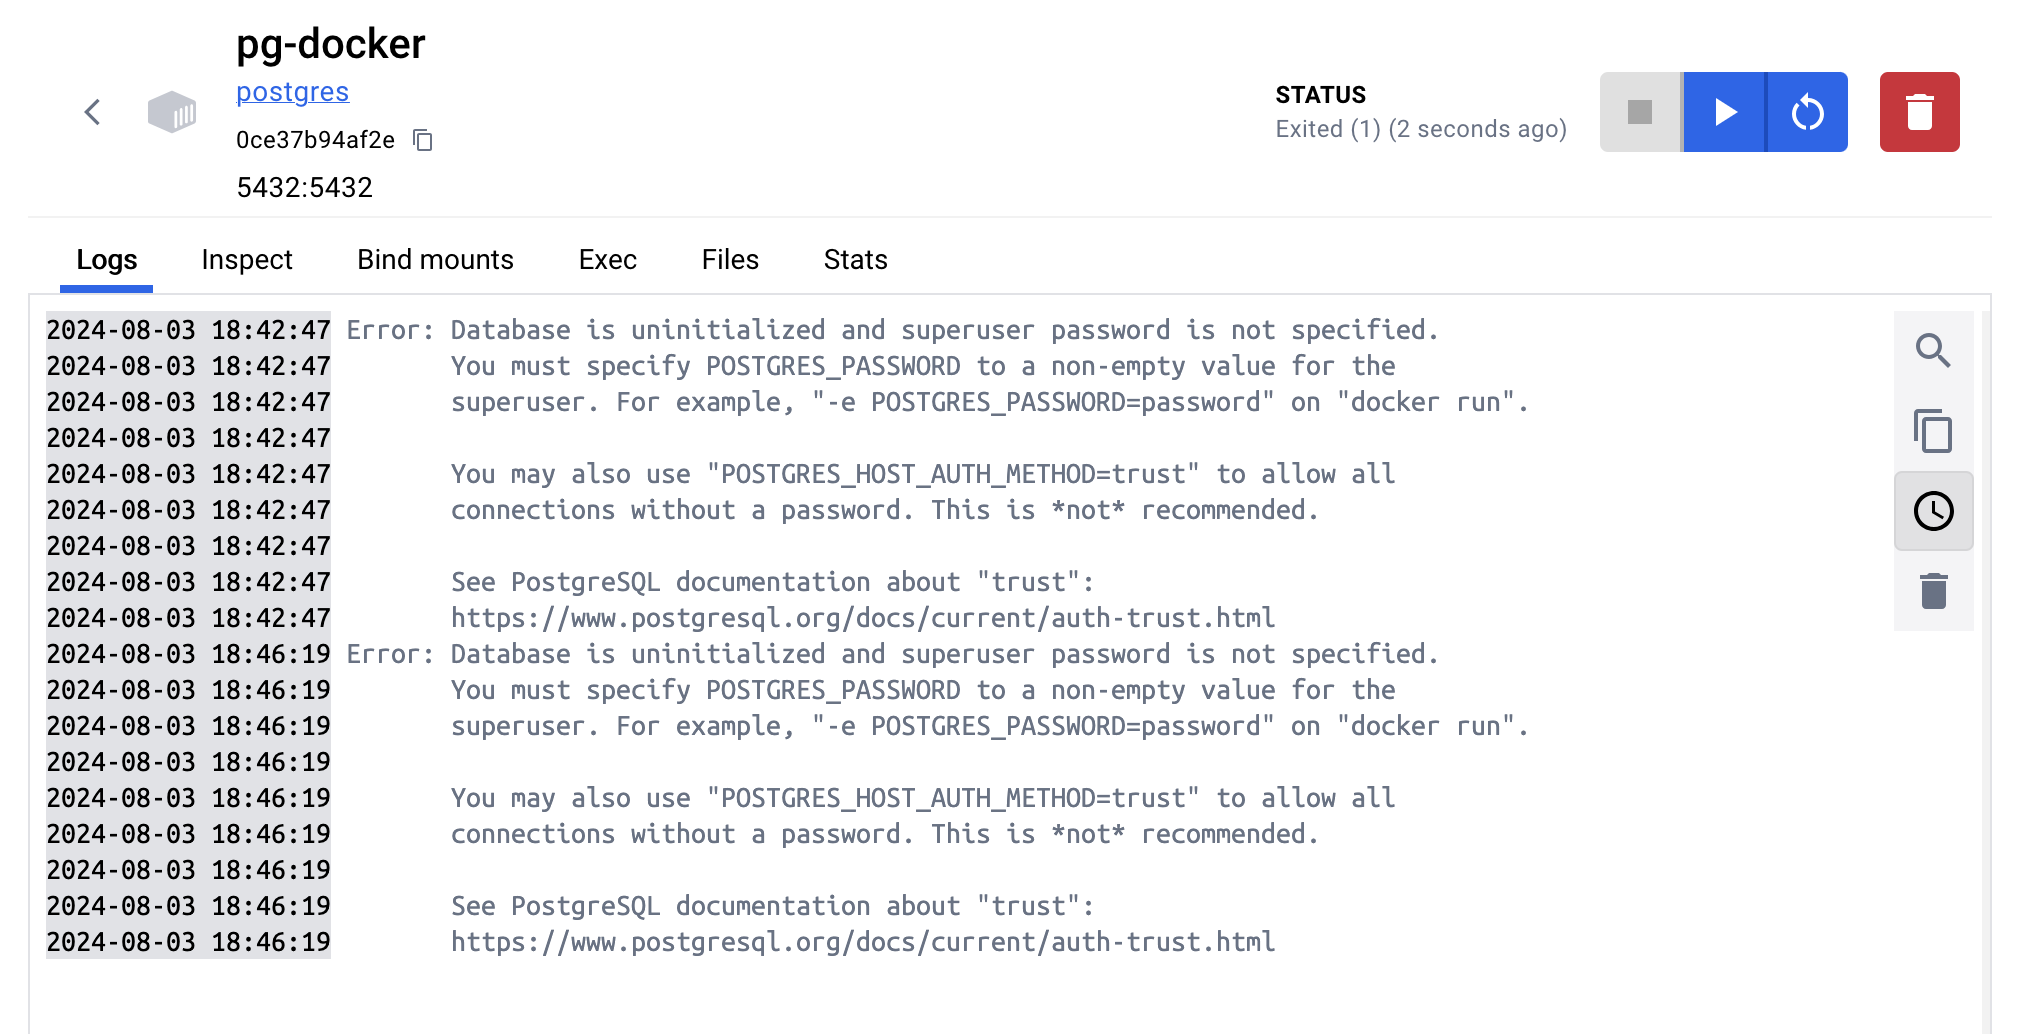 pg-docker
postgres
0ce37b94af2e
5432:5432
STATUS
Exited (1) (2 seconds ago)
Logs Inspect Bind mounts Exec Files Stats
2024-08-03 18:42:47 Error: Database is uninitialized and superuser password is not specified.
2024-08-03 18:42:47        You must specify POSTGRES_PASSWORD to a non-empty value for the
2024-08-03 18:42:47        superuser. For example, "-e POSTGRES_PASSWORD=password" on "docker run".
2024-08-03 18:42:47
2024-08-03 18:42:47        You may also use "POSTGRES_HOST_AUTH_METHOD=trust" to allow all
2024-08-03 18:42:47        connections without a password. This is *not* recommended.
2024-08-03 18:42:47
2024-08-03 18:42:47        See PostgreSQL documentation about "trust":
2024-08-03 18:42:47        https://www.postgresql.org/docs/current/auth-trust.html
2024-08-03 18:46:19 Error: Database is uninitialized and superuser password is not specified.
2024-08-03 18:46:19        You must specify POSTGRES_PASSWORD to a non-empty value for the
2024-08-03 18:46:19        superuser. For example, "-e POSTGRES_PASSWORD=password" on "docker run".
2024-08-03 18:46:19
2024-08-03 18:46:19        You may also use "POSTGRES_HOST_AUTH_METHOD=trust" to allow all
2024-08-03 18:46:19        connections without a password. This is *not* recommended.
2024-08-03 18:46:19
2024-08-03 18:46:19        See PostgreSQL documentation about "trust":
2024-08-03 18:46:19        https://www.postgresql.org/docs/current/auth-trust.html